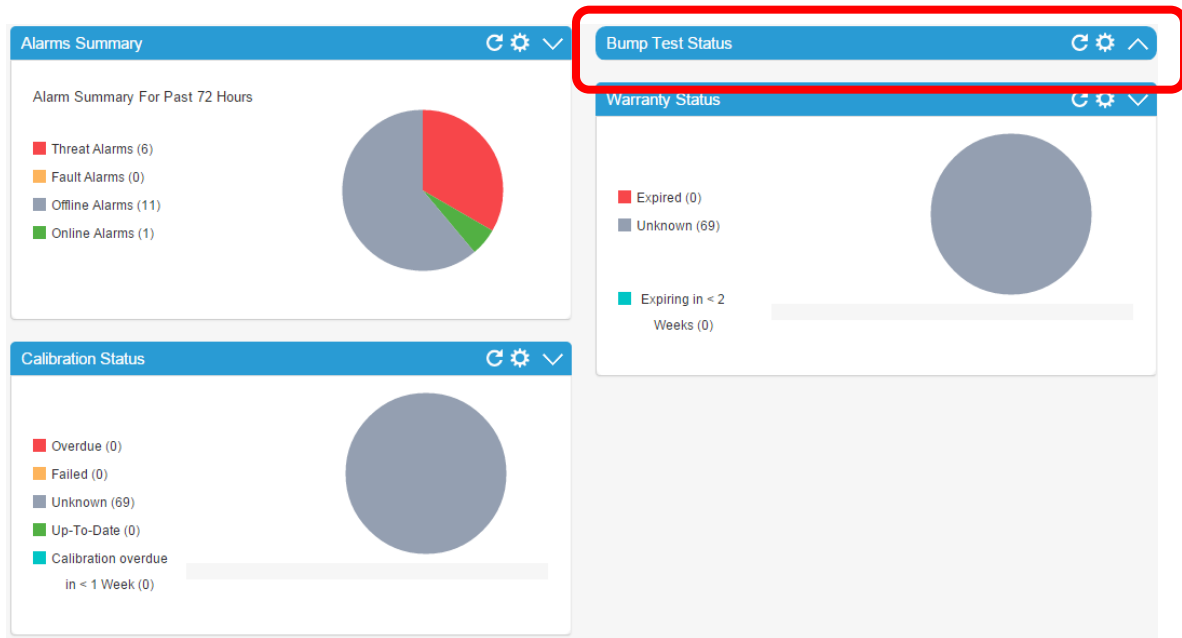 Alarms Summary
Alarm Summary For Past 72 Hours
Threat Alarms (6)
Fault Alarms (0)
Offline Alarms (11)
Online Alarms (1)
Calibration Status
Overdue (0)
Failed (0)
Unknown (69)
Up-To-Date (0)
Calibration overdue
in < 1 Week (0)
Bump Test Status
Warranty Status
Expired (0)
Unknown (69)
Expiring in < 2
Weeks (0)